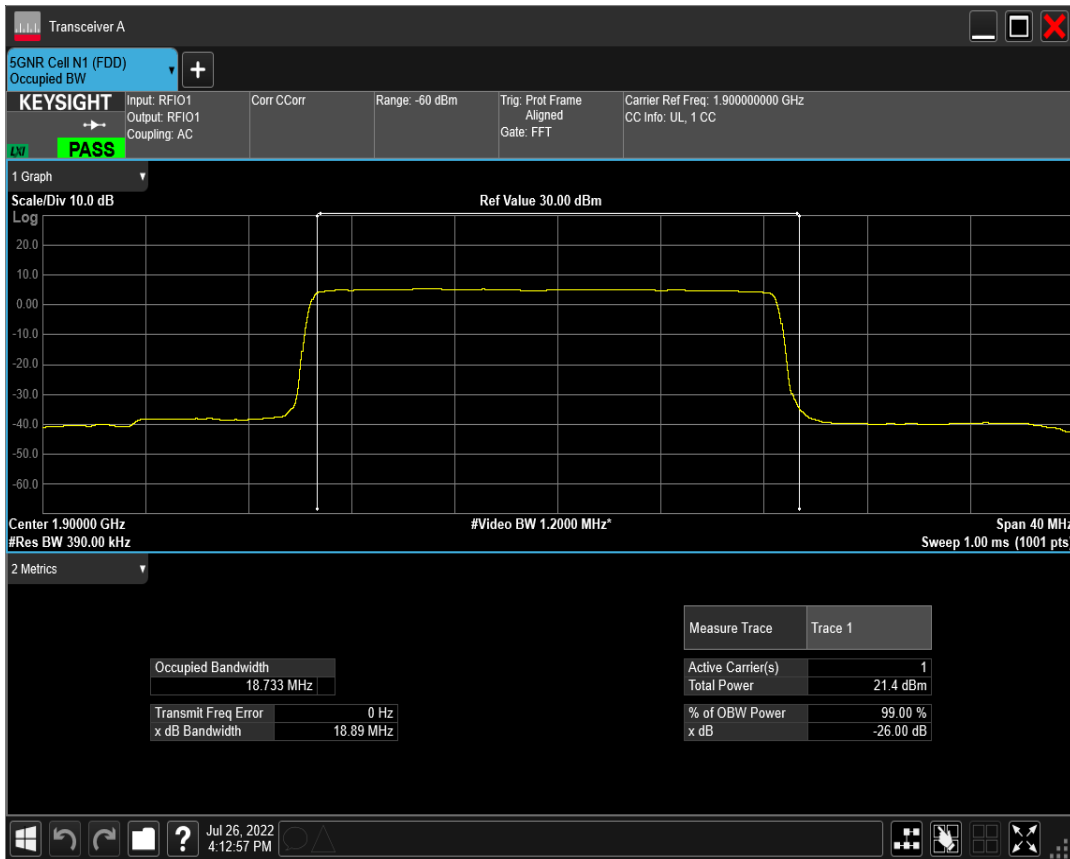 Transceiver A
5GNR Cell N1 (FDD)
Occupied BW
+
KEYSIGHT
LXI
PASS
Input: RFIO1
Output: RFIO1
Coupling: AC
Corr CCorr
Range: -60 dBm
Trig: Prot Frame
Aligned
Gate: FFT
Carrier Ref Freq: 1.900000000 GHz
CC Info: UL, 1 CC
1 Graph
Scale/Div 10.0 dB
Ref Value 30.00 dBm
Log
20.0
10.0
0.00
-10.0
-20.0
-30.0
-40.0
-50.0
-60.0
Center 1.90000 GHz
#Video BW 1.2000 MHz*
Span 40 MHz
#Res BW 390.00 kHz
Sweep 1.00 ms (1001 pts)
2 Metrics
Measure Trace Trace 1
Occupied Bandwidth
18.733 MHz
Active Carrier(s) 1
Total Power 21.4 dBm
Transmit Freq Error 0 Hz
x dB Bandwidth 18.89 MHz
% of OBW Power 99.00 %
x dB -26.00 dB
?
Jul 26, 2022
4:12:57 PM